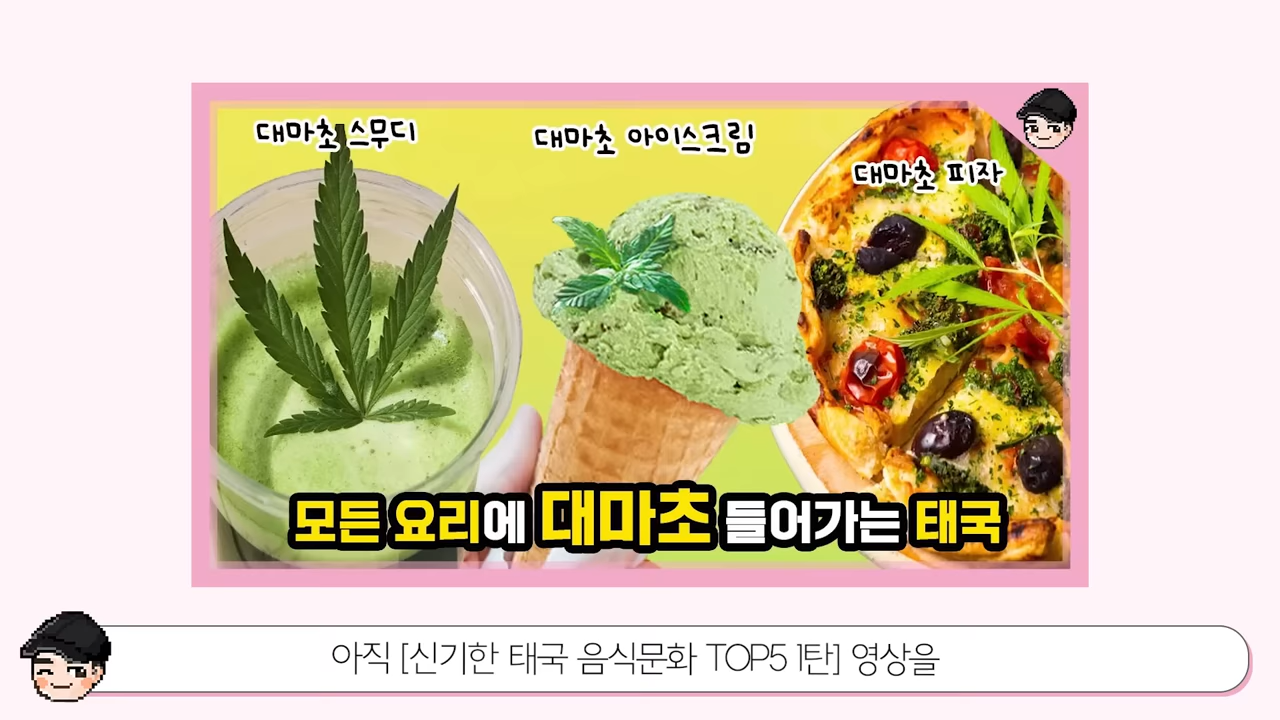 대마초 스무디
대마초 아이스크림
대마초 피자
모든 요리에 대마초 들어가는 태국
아직 [신기한 태국 음식문화 TOP5 1탄] 영상을